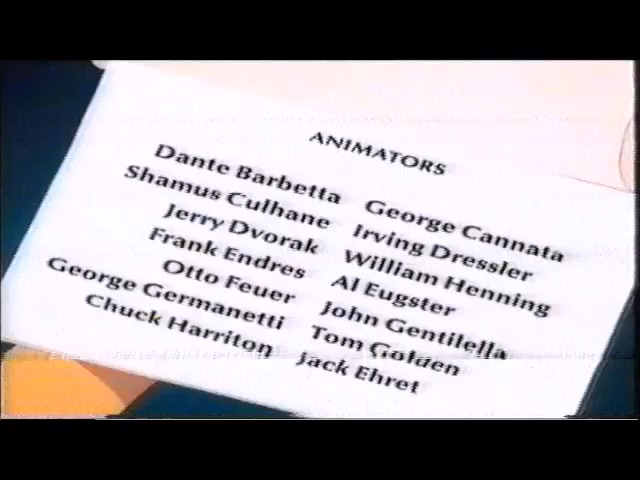 ANIMATORS
Dante Barbetta George Cannata
Shamus Culhane Irving Dressler
Jerry Dvorak William Henning
Frank Endres Al Eugster
Otto Feuer John Gentilella
George Germanetti Tom Golden
Chuck Harriton Jack Ehret